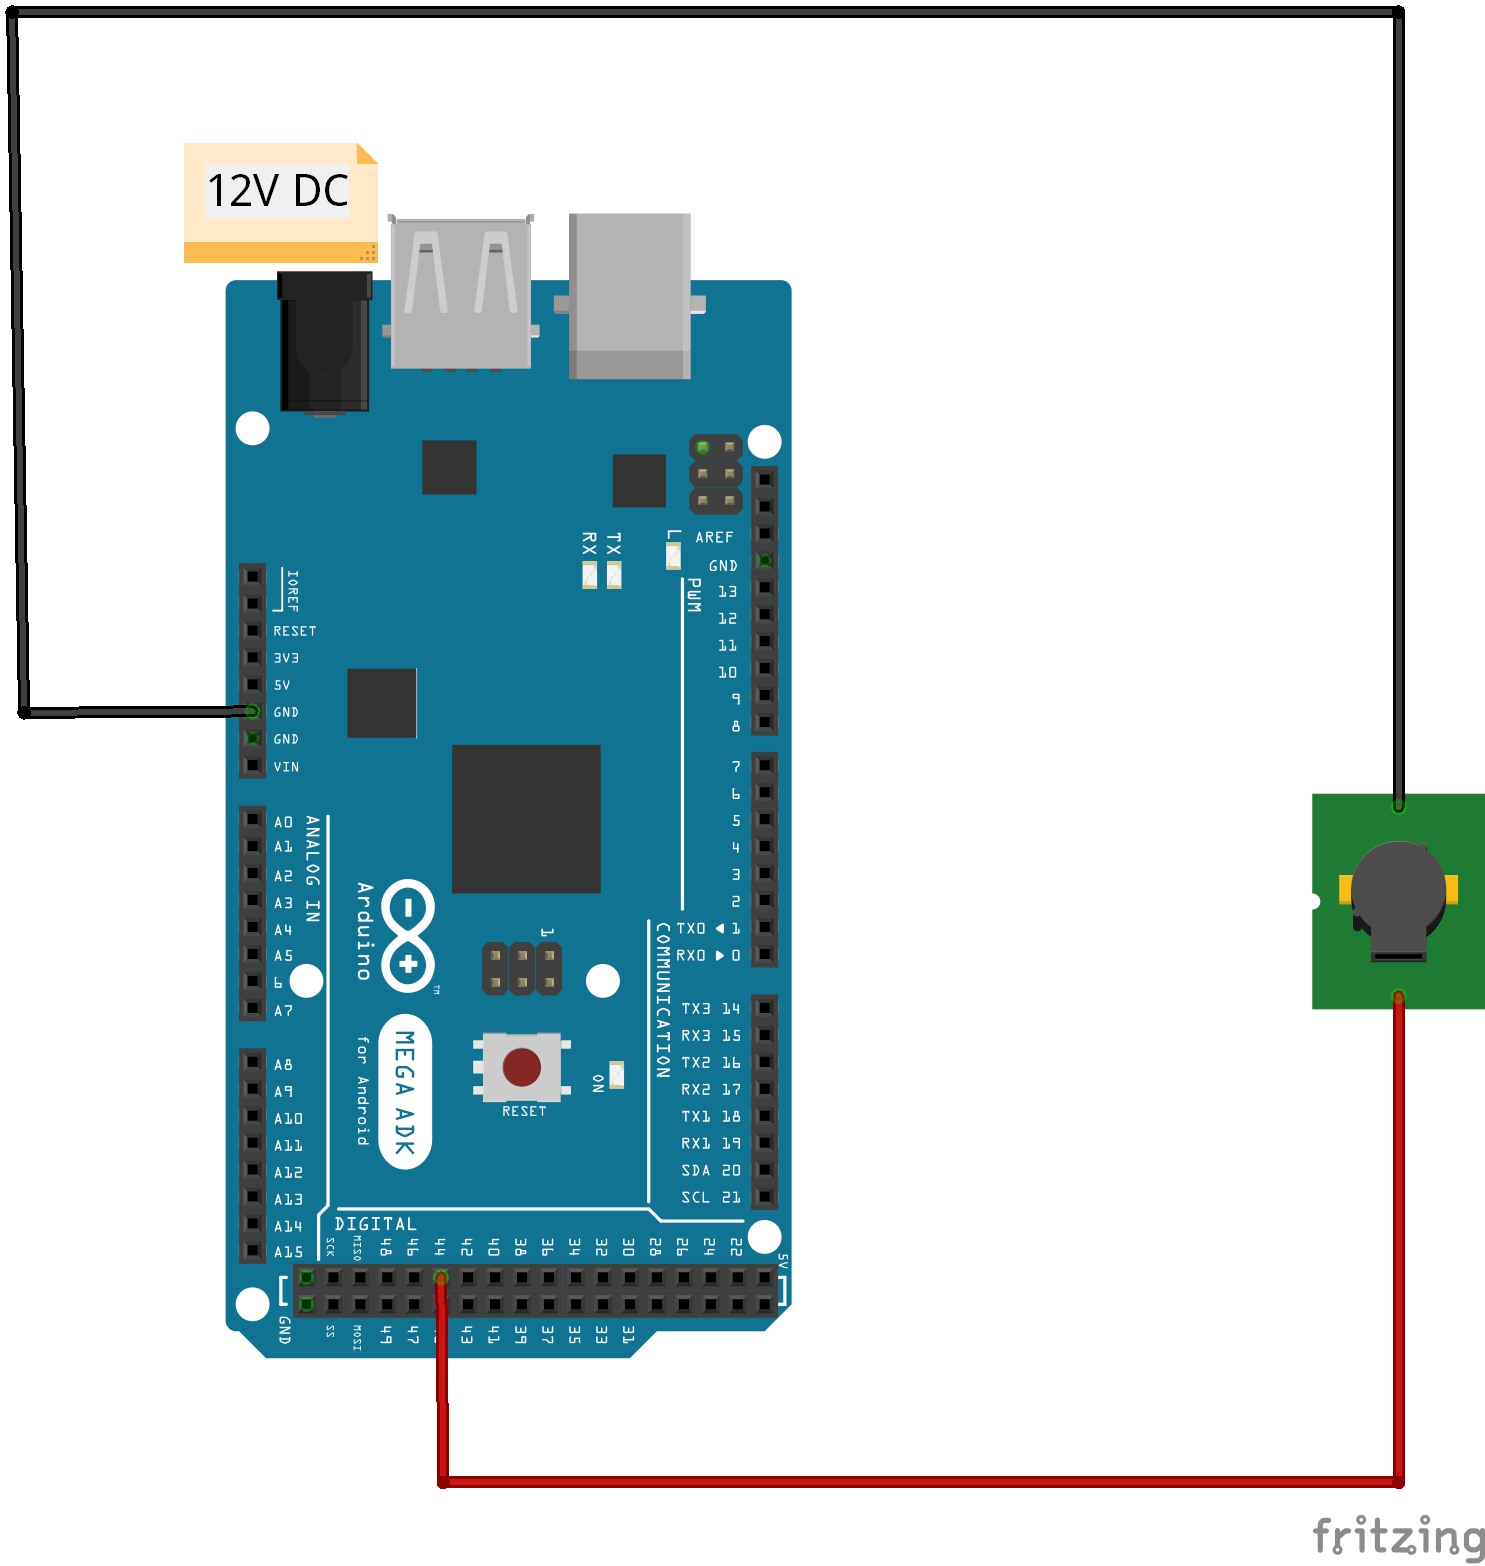 12V DC
AREF
GND
13
12
11
10
9
8
7
6
5
4
3
2
TX0 ◀ 1
RX0 ▶ 0
TX3 14
RX3 15
TX2 16
RX2 17
TX1 18
RX1 19
SDA 20
SCL 21
RX
TX
L
PWM
COMMUNICATION
IOREF
RESET
3V3
5V
GND
GND
VIN
A0
A1
A2
A3
A4
A5
6
A7
A8
A9
A10
A11
A12
A13
A14
A15
ANALOG IN
Arduino
TM
MEGA ADK
for Android
1
RESET
ON
DIGITAL
SCK MISO 48 46 44 42 40 38 36 34 32 30 28 26 24 22 5V
GND SS MOSI 49 47 43 41 39 37 35 33 31
fritzing